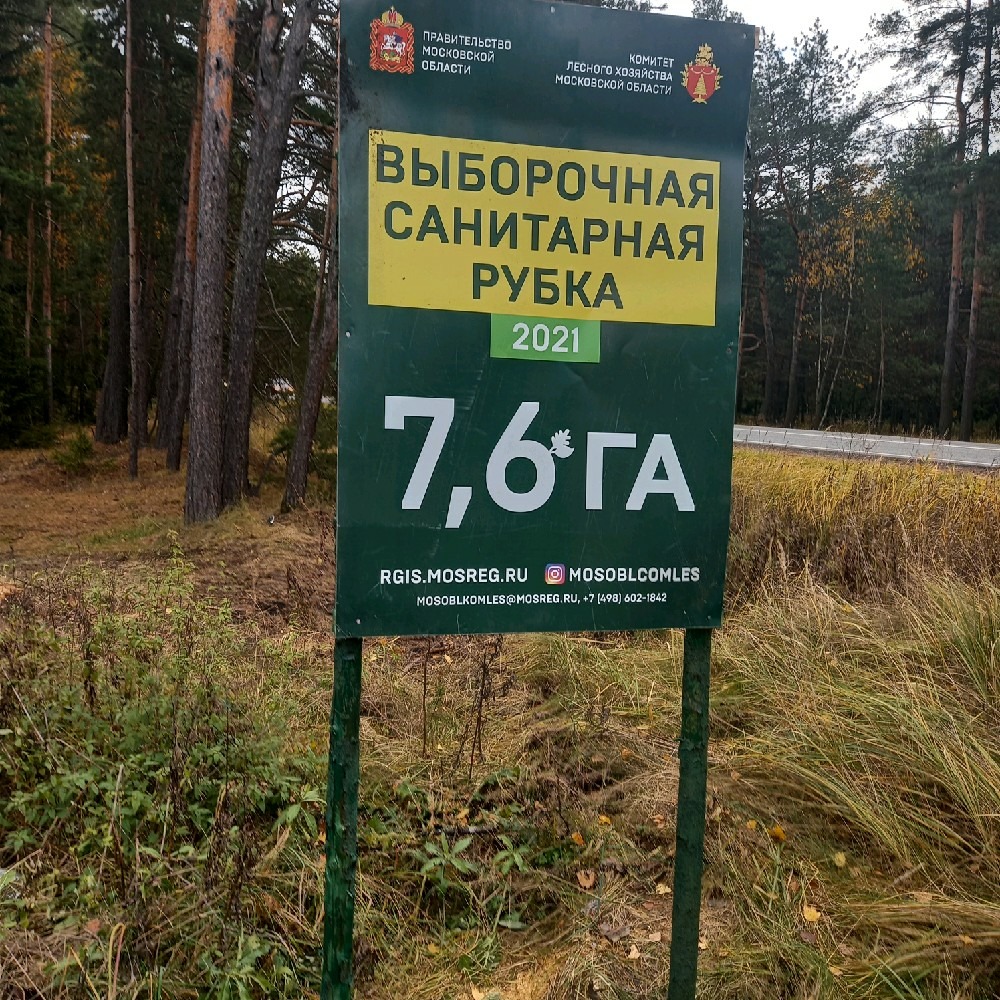 ПРАВИТЕЛЬСТВО
МОСКОВСКОЙ
ОБЛАСТИ
КОМИТЕТ
ЛЕСНОГО ХОЗЯЙСТВА
МОСКОВСКОЙ ОБЛАСТИ
ВЫБОРОЧНАЯ
САНИТАРНАЯ
РУБКА
2021
7,6 ГА
RGIS.MOSREG.RU MOSOBLCOMLES
MOSOBLKOMLES@MOSREG.RU, +7 (498) 602-1842